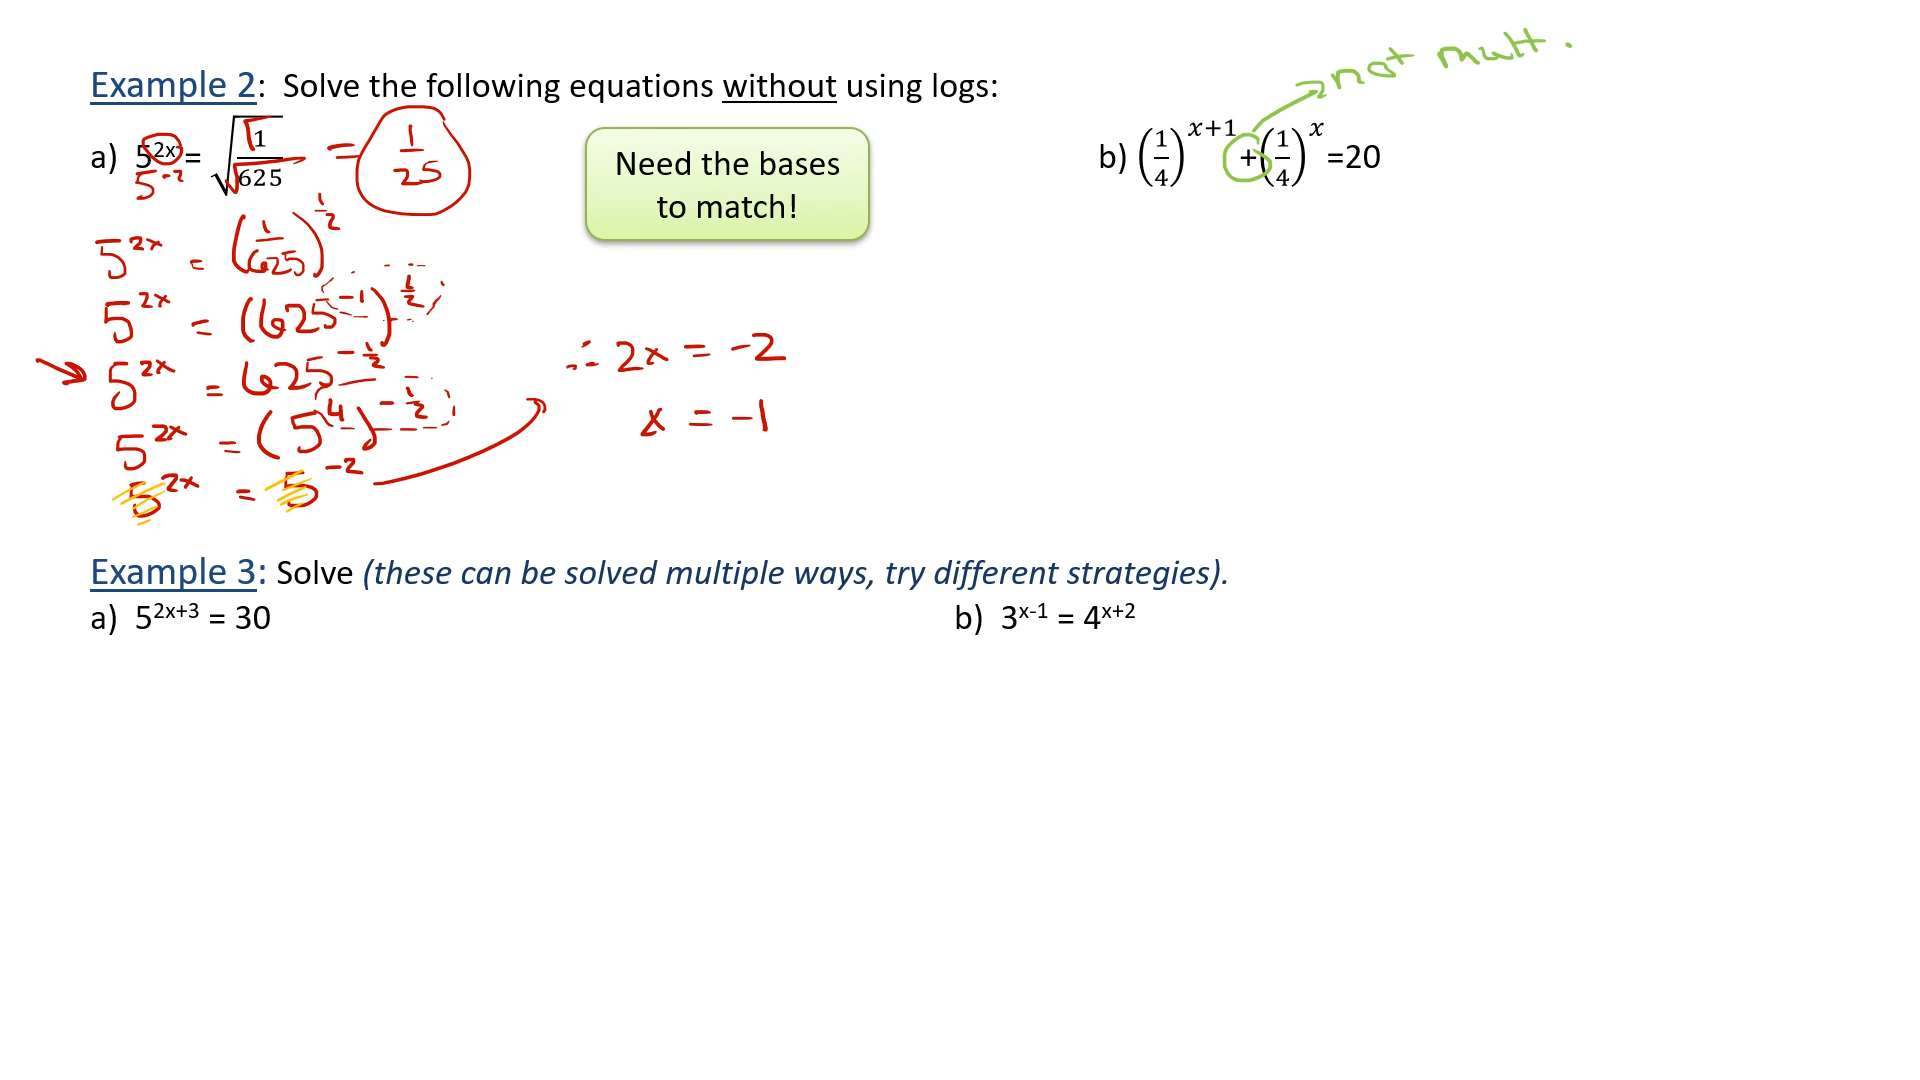 Example 2: Solve the following equations without using logs:
not mult.
a) 5^2x = √(1/625) = 1/25
5^-2
Need the bases
to match!
b) (1/4)^x+1 + (1/4)^x =20
5^2x = (1/625)^1/2
5^2x = (625^-1)^1/2
5^2x = 625^-1/2
5^2x = (5^4)^-1/2
5^2x = 5^-2
∴ 2x = -2
x = -1
Example 3: Solve (these can be solved multiple ways, try different strategies).
a) 5^2x+3 = 30
b) 3^x-1 = 4^x+2